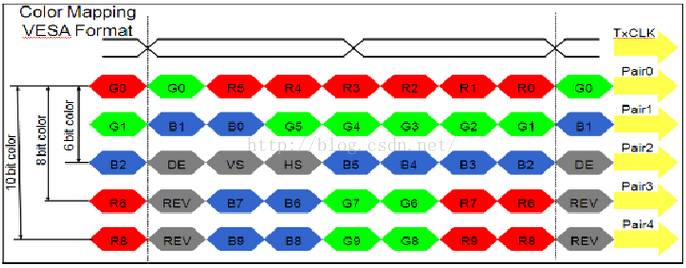 Color Mapping
VESA Format
TxCLK
G0 G0 R5 R4 R3 R2 R1 R0 G0 Pair0
G1 B1 B0 G5 G4 G3 G2 G1 B1 Pair1
http://blog.csdn.net/
B2 DE VS HS B5 B4 B3 B2 DE Pair2
R6 REV B7 B6 G7 G6 R7 R6 REV Pair3
R8 REV B9 B8 G9 G8 R9 R8 REV Pair4
10 bit color
8 bit color
6 bit color